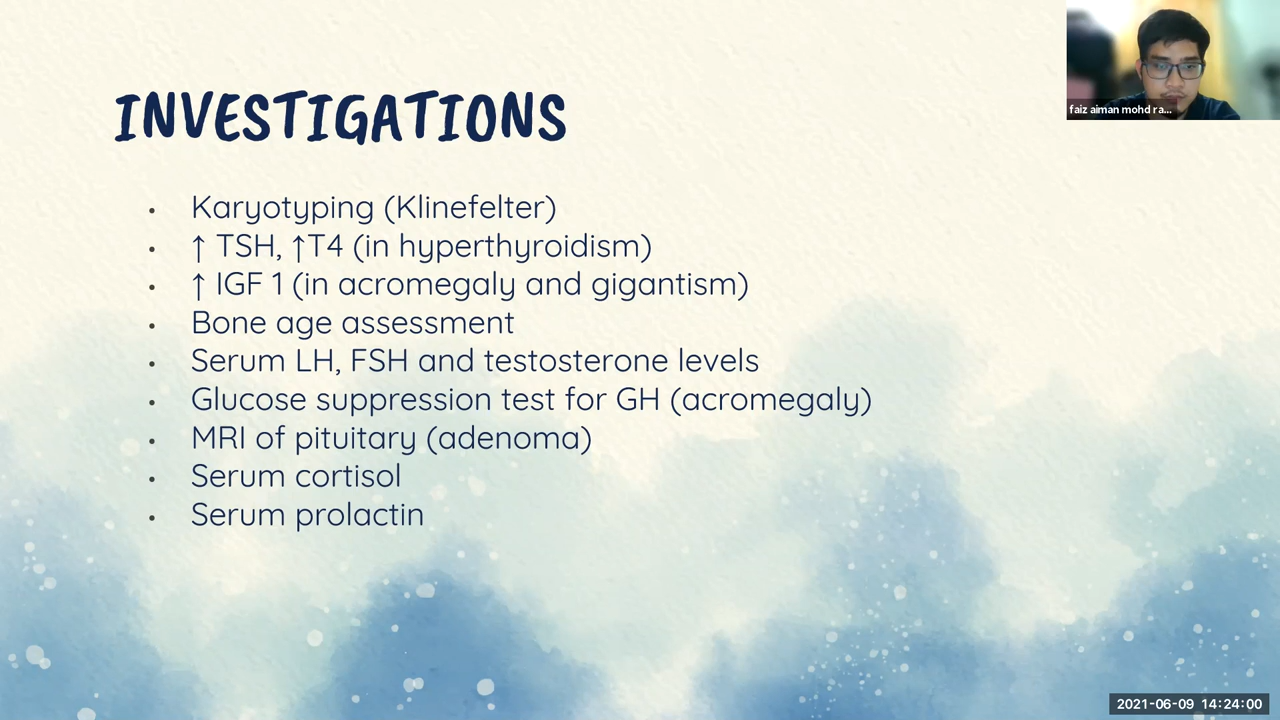 INVESTIGATIONS
• Karyotyping (Klinefelter)
• ↑ TSH, ↑T4 (in hyperthyroidism)
• ↑ IGF 1 (in acromegaly and gigantism)
• Bone age assessment
• Serum LH, FSH and testosterone levels
• Glucose suppression test for GH (acromegaly)
• MRI of pituitary (adenoma)
• Serum cortisol
• Serum prolactin
faiz aiman mohd ra...
2021-06-09 14:24:00